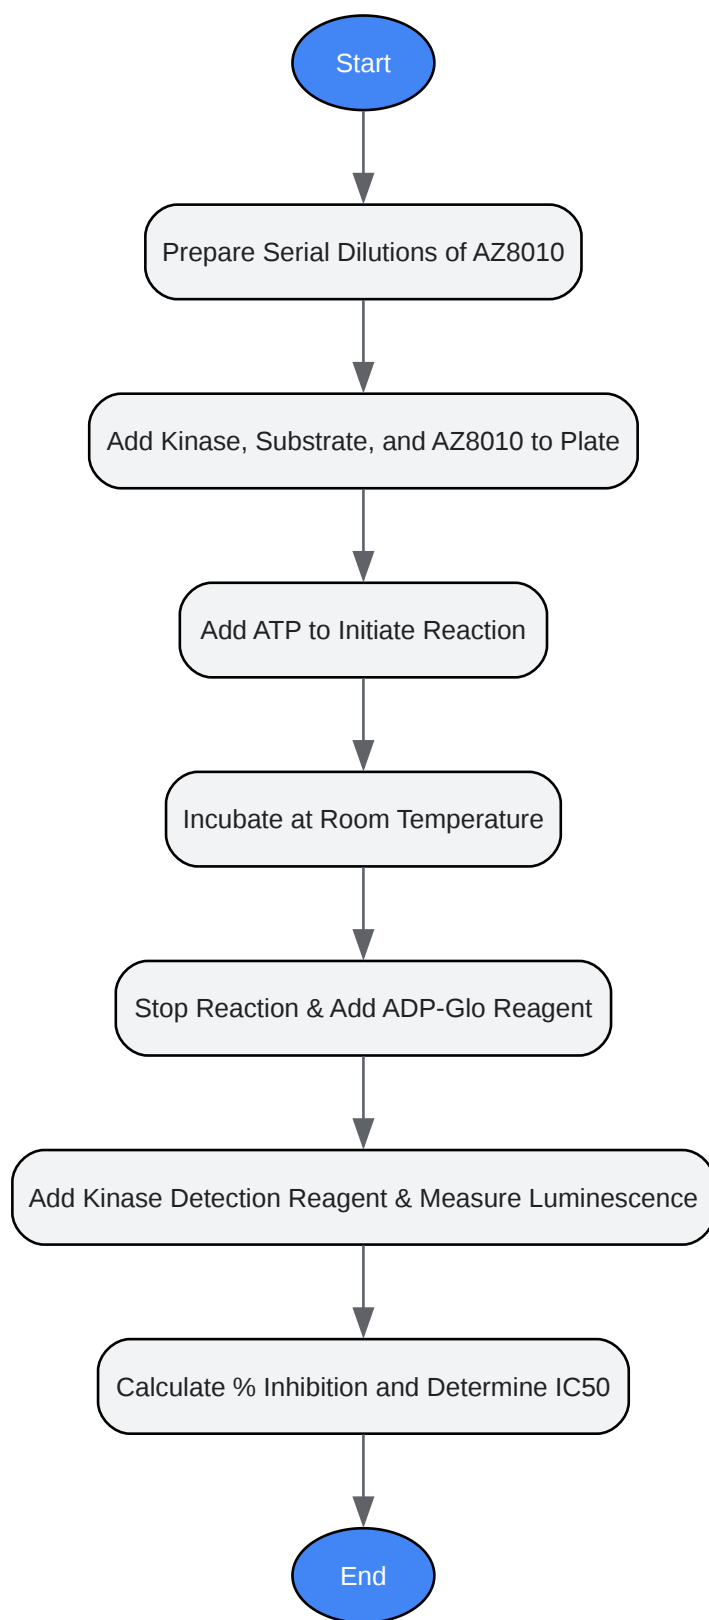 Start
Prepare Serial Dilutions of AZ8010
Add Kinase, Substrate, and AZ8010 to Plate
Add ATP to Initiate Reaction
Incubate at Room Temperature
Stop Reaction & Add ADP-Glo Reagent
Add Kinase Detection Reagent & Measure Luminescence
Calculate % Inhibition and Determine IC50
End